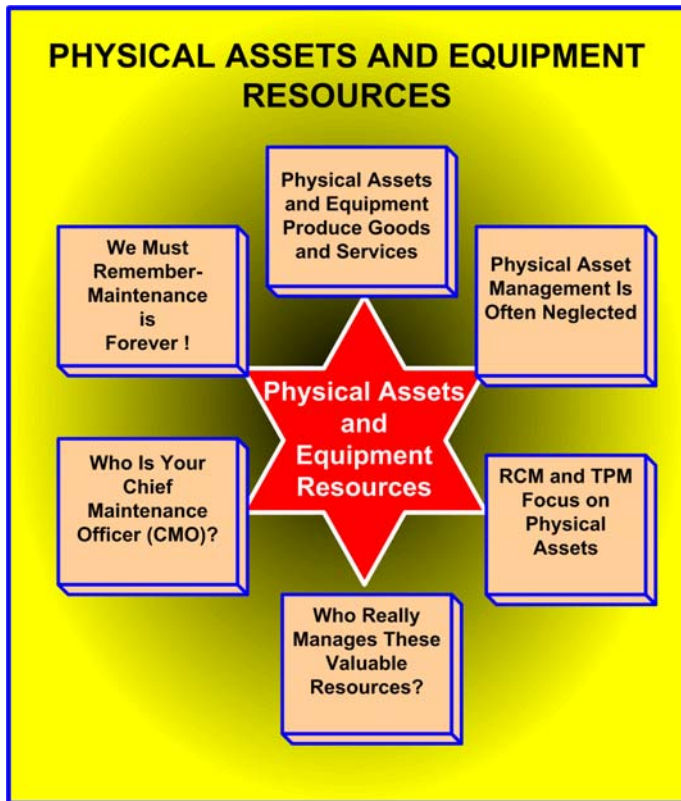 PHYSICAL ASSETS AND EQUIPMENT
RESOURCES
Physical Assets
and Equipment
Produce Goods
and Services
Physical Asset
Management Is
Often Neglected
RCM and TPM
Focus on
Physical
Assets
Who Really
Manages These
Valuable
Resources?
Who Is Your
Chief
Maintenance
Officer (CMO)?
We Must
Remember-
Maintenance
is
Forever !
Physical Assets
and
Equipment
Resources